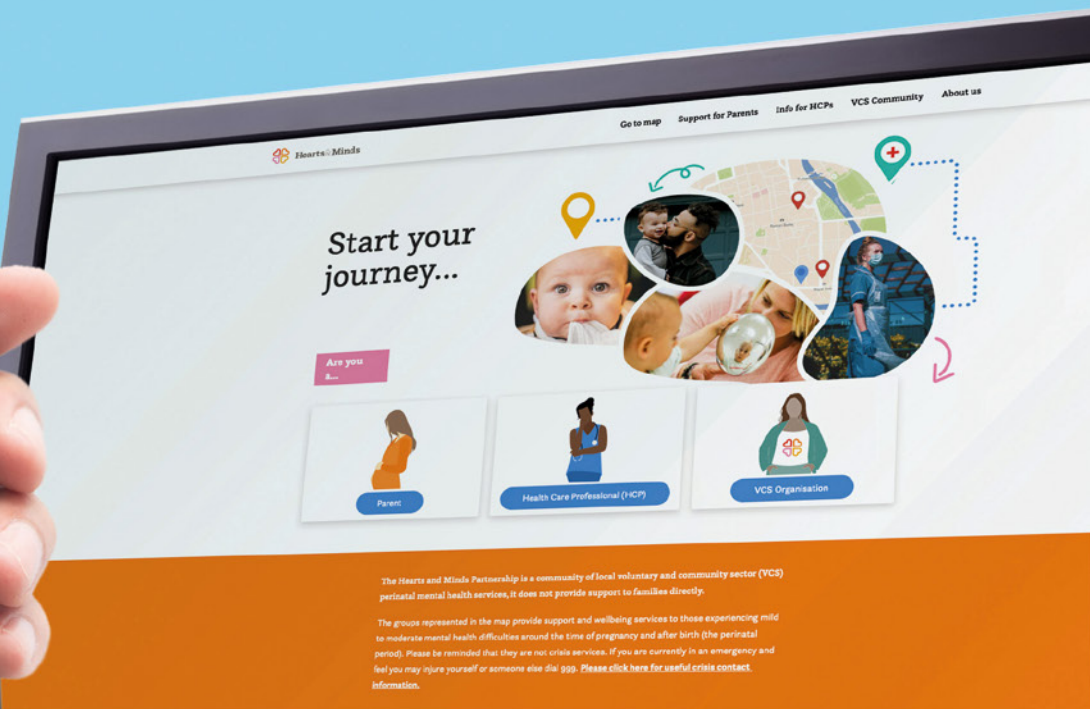 Go to map
Support for Parents
Info for HCPs
VCS Community
About us
Hearts & Minds
Start your
journey...
Are you
a...
Parent
Health Care Professional (HCP)
VCS Organisation
The Hearts and Minds Partnership is a community of local voluntary and community sector (VCS)
perinatal mental health services, it does not provide support to families directly.
The groups represented in the map provide support and wellbeing services to those experiencing mild
to moderate mental health difficulties around the time of pregnancy and after birth (the perinatal
period). Please be reminded that they are not crisis services. If you are currently in an emergency and
feel you may injure yourself or someone else dial 999. Please click here for useful crisis contact
information.